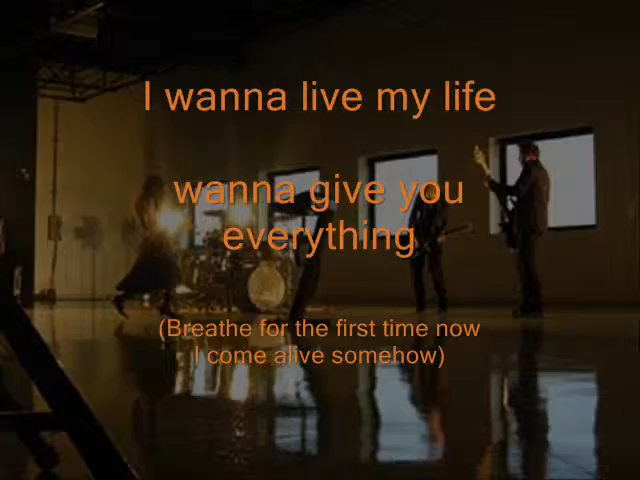 I wanna live my life
wanna give you
everything
(Breathe for the first time now
I come alive somehow)